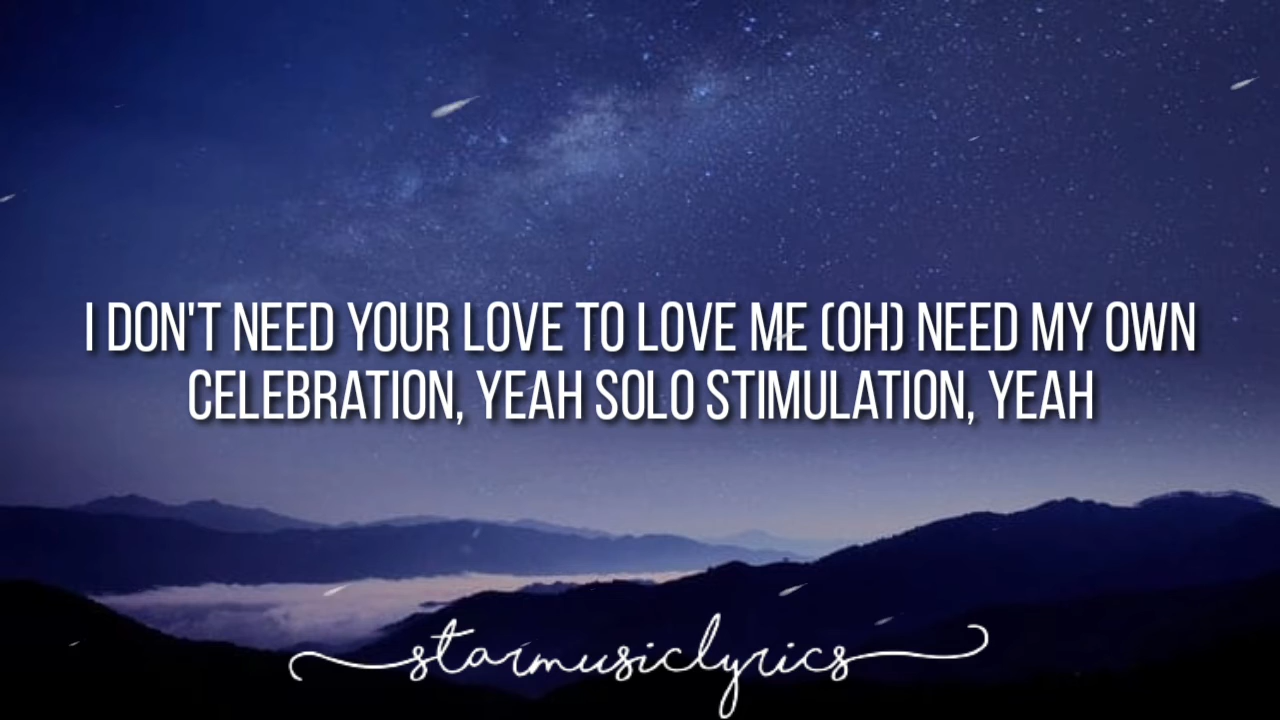 I DON'T NEED YOUR LOVE TO LOVE ME (OH) NEED MY OWN
CELEBRATION, YEAH SOLO STIMULATION, YEAH
starmusiclyrics